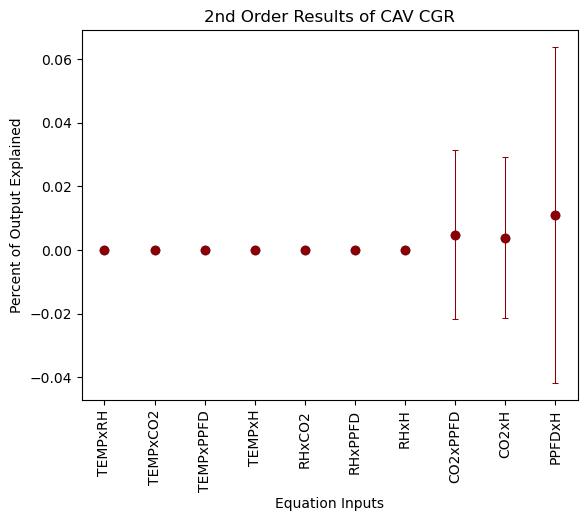 2nd Order Results of CAV CGR
Percent of Output Explained
0.06
0.04
0.02
0.00
−0.02
−0.04
TEMPxRH
TEMPxCO2
TEMPxPPFD
TEMPxH
RHxCO2
RHxPPFD
RHxH
CO2xPPFD
CO2xH
PPFDxH
Equation Inputs